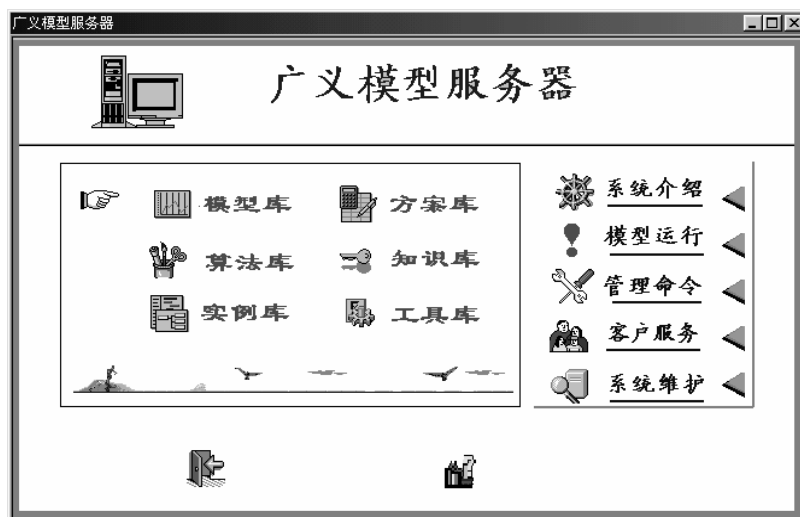 广义模型服务器
广义模型服务器
模型库
方案库
算法库
知识库
实例库
工具库
系统介绍
模型运行
管理命令
客户服务
系统维护